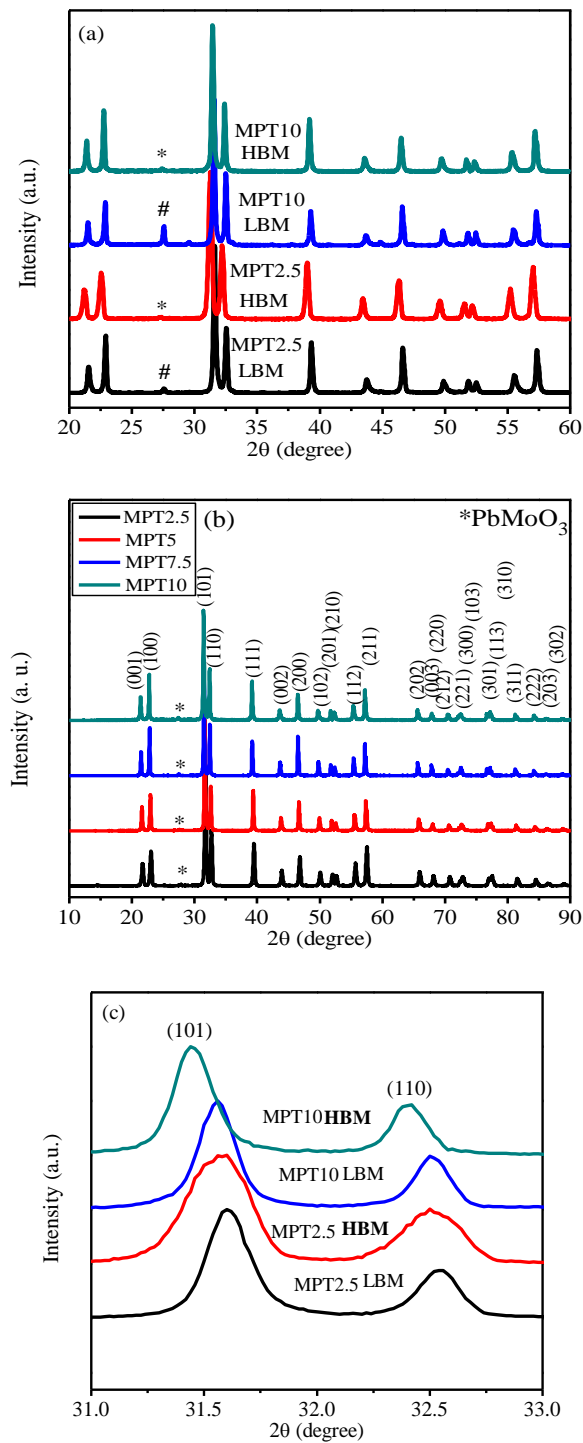 (a)
*
MPT10
HBM
#
MPT10
LBM
*
MPT2.5
HBM
#
MPT2.5
LBM
Intensity (a.u.)
20 25 30 35 40 45 50 55 60
2θ (degree)
MPT2.5
MPT5
MPT7.5
MPT10
(b)
*PbMoO3
(001)
(100)
(101)
(110)
(111)
(002)
(200)
(102)
(201)
(210)
(112)
(211)
(202)
(003)
(220)
(212)
(221)
(300)
(103)
(301)
(113)
(310)
(311)
(222)
(203)
(302)
*
*
*
*
Intensity (a. u.)
10 20 30 40 50 60 70 80 90
2θ (degree)
(c)
(101)
(110)
MPT10 HBM
MPT10 LBM
MPT2.5 HBM
MPT2.5 LBM
Intensity (a.u.)
31.0 31.5 32.0 32.5 33.0
2θ (degree)